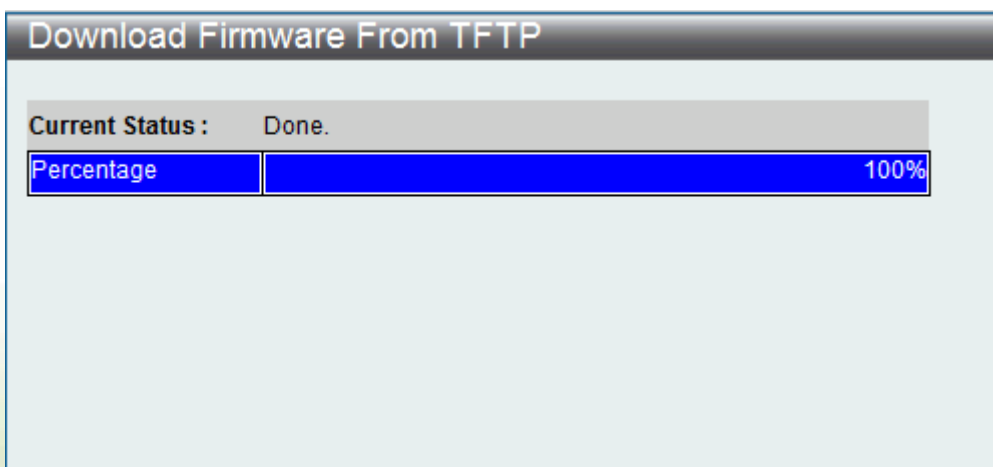 Download Firmware From TFTP
Current Status : Done.
Percentage 100%